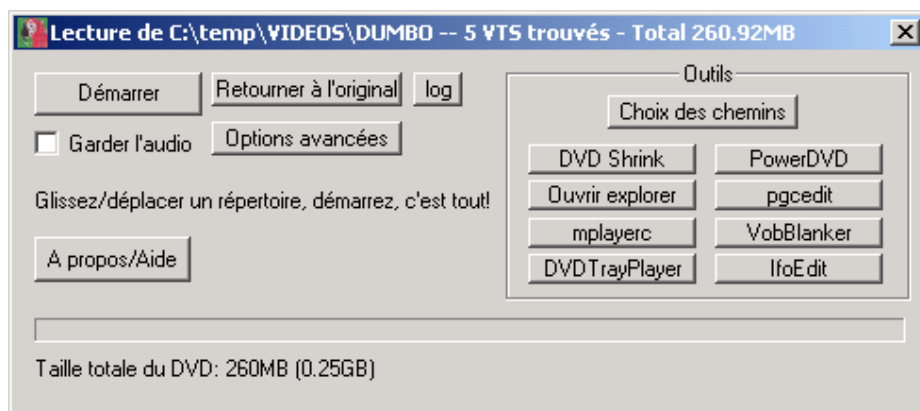 Lecture de C:\temp\VIDEOS\DUMBO -- 5 VTS trouvés - Total 260.92MB
Démarrer
Retourner à l'original
log
Garder l'audio
Options avancées
Glissez/déplacer un répertoire, démarrez, c'est tout!
A propos/Aide
Outils
Choix des chemins
DVD Shrink
PowerDVD
Ouvrir explorer
pgcedit
mplayerc
VobBlanker
DVDTrayPlayer
IfoEdit
Taille totale du DVD: 260MB (0.25GB)